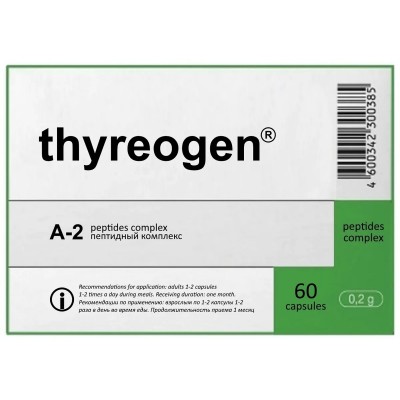 thyreogen®
4 600342 300385
A-2 peptides complex
пептидный комплекс
peptides
complex
Recommendations for application: adults 1-2 capsules
1-2 times a day during meals. Receiving duration: one month.
Рекомендации по применению: взрослым по 1-2 капсулы 1-2
раза в день во время еды. Продолжительность приема 1 месяц
60
capsules
0,2 g